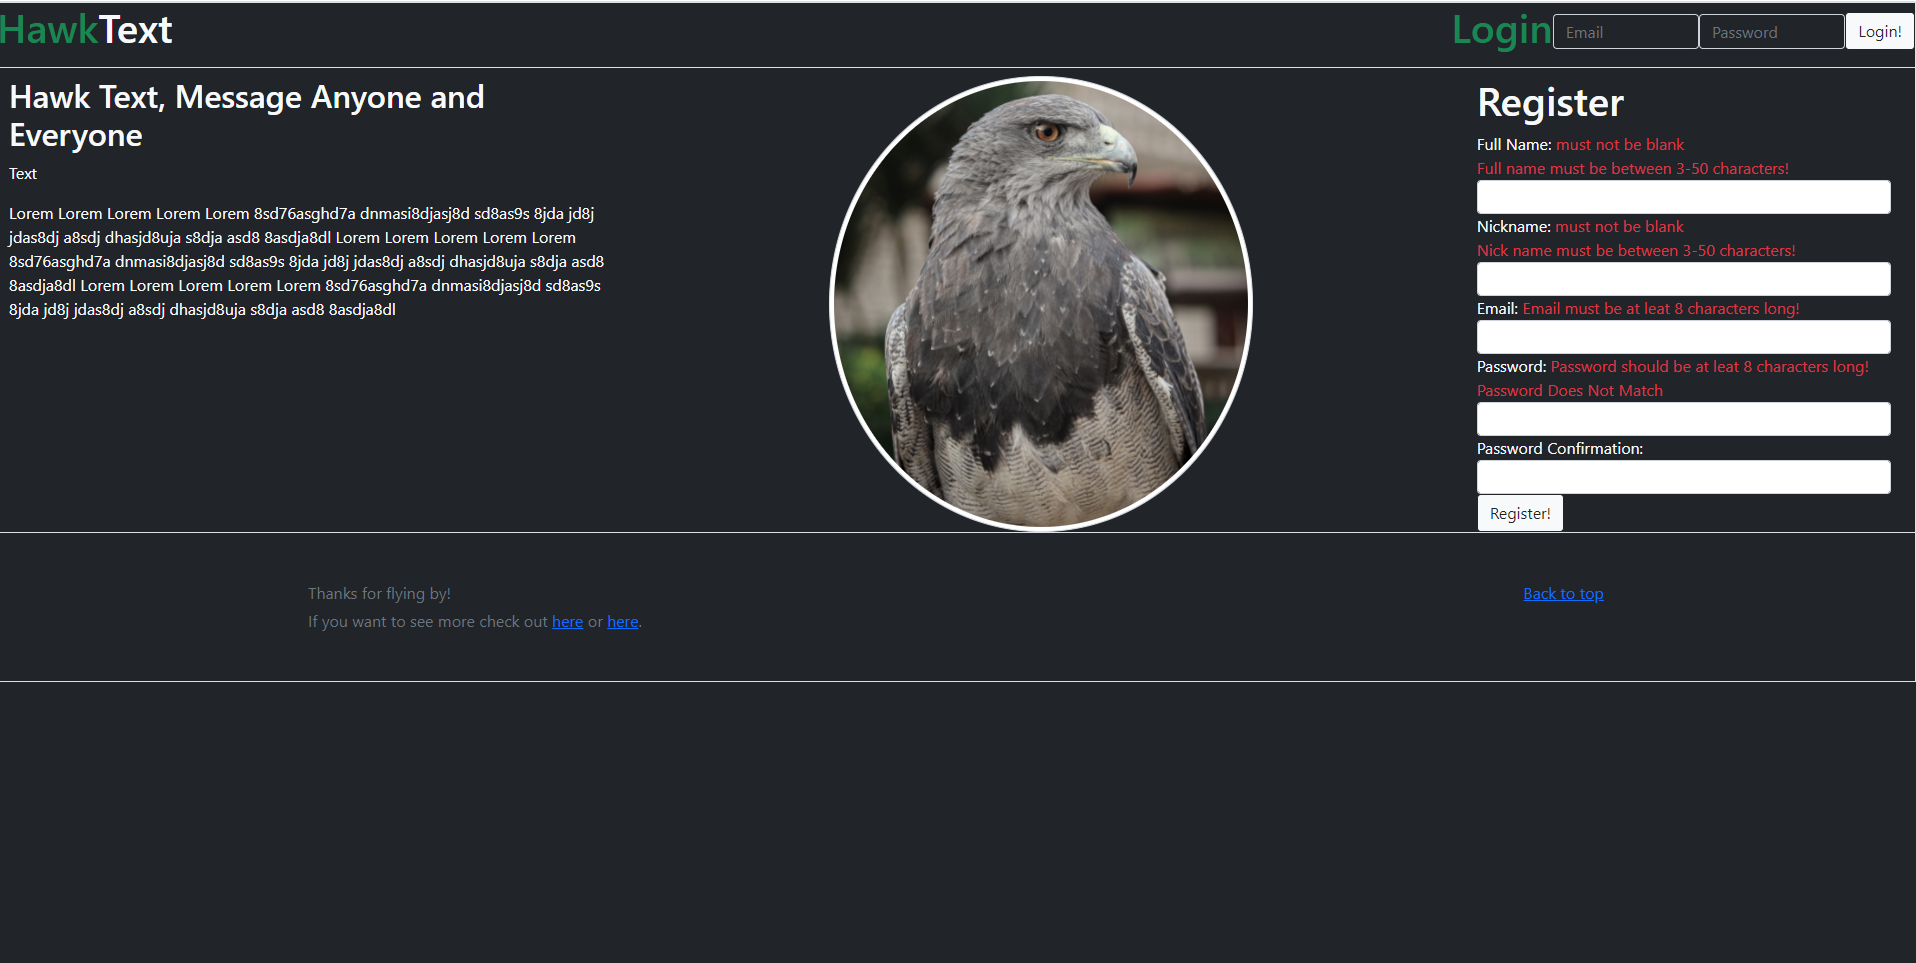 HawkText
Login Email Password Login!
Hawk Text, Message Anyone and
Everyone
Text
Lorem Lorem Lorem Lorem Lorem 8sd76asghd7a dnmasi8djasj8d sd8as9s 8jda jd8j
jdas8dj a8sdj dhasjd8uja s8dja asd8 8asdja8dl Lorem Lorem Lorem Lorem Lorem
8sd76asghd7a dnmasi8djasj8d sd8as9s 8jda jd8j jdas8dj a8sdj dhasjd8uja s8dja asd8
8asdja8dl Lorem Lorem Lorem Lorem Lorem 8sd76asghd7a dnmasi8djasj8d sd8as9s
8jda jd8j jdas8dj a8sdj dhasjd8uja s8dja asd8 8asdja8dl
Register
Full Name: must not be blank
Full name must be between 3-50 characters!
Nickname: must not be blank
Nick name must be between 3-50 characters!
Email: Email must be at leat 8 characters long!
Password: Password should be at leat 8 characters long!
Password Does Not Match
Password Confirmation:
Register!
Thanks for flying by!
If you want to see more check out here or here.
Back to top